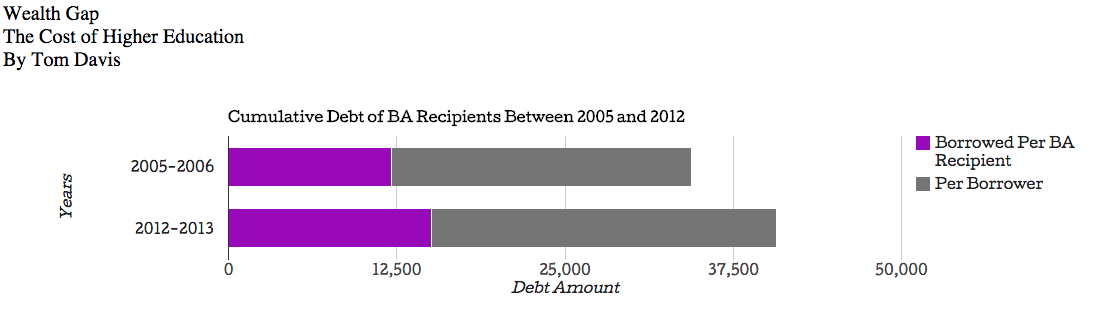 Wealth Gap
The Cost of Higher Education
By Tom Davis
Cumulative Debt of BA Recipients Between 2005 and 2012
Borrowed Per BA
Recipient
Per Borrower
Years
2005-2006
2012-2013
0
12,500
25,000
37,500
50,000
Debt Amount